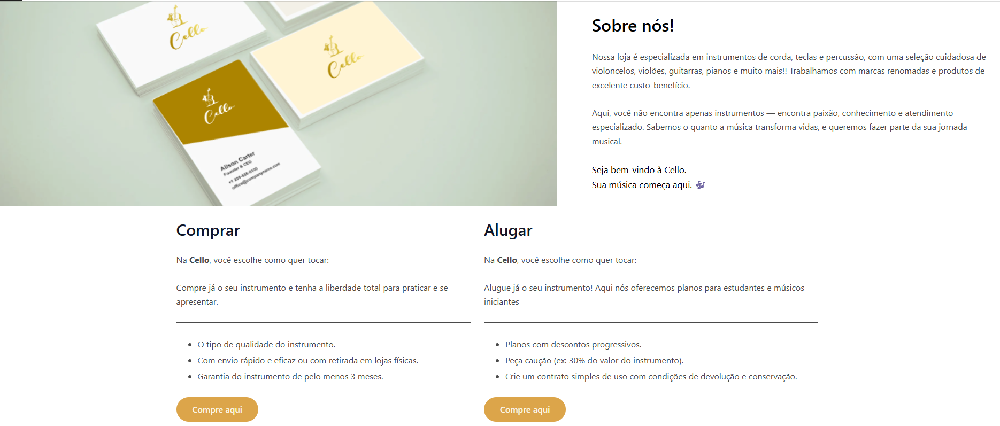 Cello
Cello
Cello
Alison Carter
Founder & CEO
+1 255-555-0100
office@companyname.com
Sobre nós!
Nossa loja é especializada em instrumentos de corda, teclas e percussão, com uma seleção cuidadosa de
violoncelos, violões, guitarras, pianos e muito mais!! Trabalhamos com marcas renomadas e produtos de
excelente custo-benefício.
Aqui, você não encontra apenas instrumentos — encontra paixão, conhecimento e atendimento
especializado. Sabemos o quanto a música transforma vidas, e queremos fazer parte da sua jornada
musical.
Seja bem-vindo à Cello.
Sua música começa aqui. 🎶
Comprar
Na Cello, você escolhe como quer tocar:
Compre já o seu instrumento e tenha a liberdade total para praticar e se
apresentar.
• O tipo de qualidade do instrumento.
• Com envio rápido e eficaz ou com retirada em lojas físicas.
• Garantia do instrumento de pelo menos 3 meses.
Compre aqui
Alugar
Na Cello, você escolhe como quer tocar:
Alugue já o seu instrumento! Aqui nós oferecemos planos para estudantes e músicos
iniciantes
• Planos com descontos progressivos.
• Peça caução (ex: 30% do valor do instrumento).
• Crie um contrato simples de uso com condições de devolução e conservação.
Compre aqui